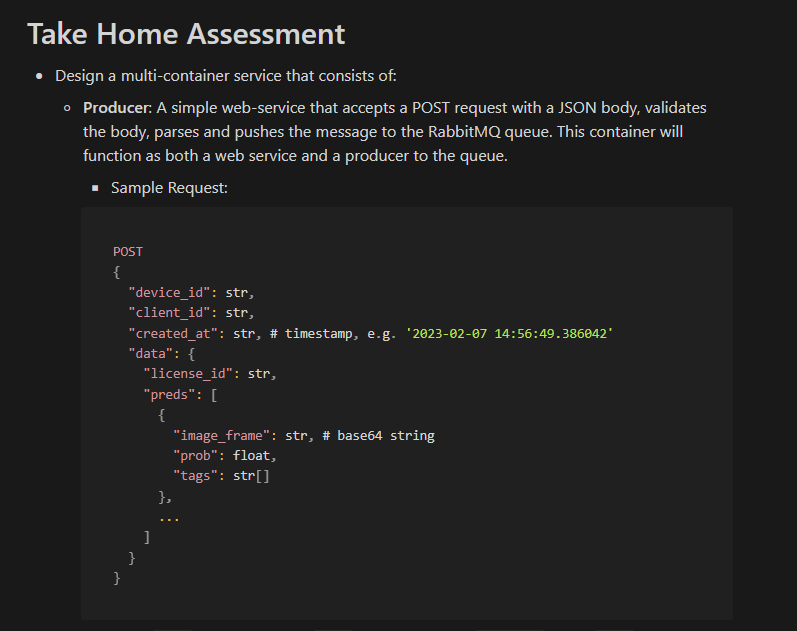 Take Home Assessment
• Design a multi-container service that consists of:
○ Producer: A simple web-service that accepts a POST request with a JSON body, validates
the body, parses and pushes the message to the RabbitMQ queue. This container will
function as both a web service and a producer to the queue.
▪ Sample Request:
POST
{
  "device_id": str,
  "client_id": str,
  "created_at": str, # timestamp, e.g. '2023-02-07 14:56:49.386042'
  "data": {
    "license_id": str,
    "preds": [
      {
        "image_frame": str, # base64 string
        "prob": float,
        "tags": str[]
      },
      ...
    ]
  }
}